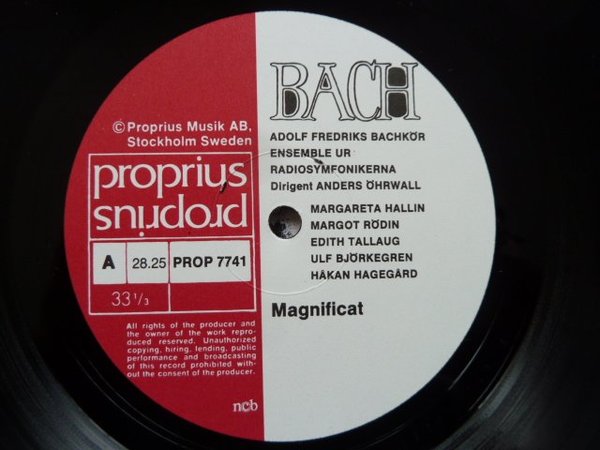 © Proprius Musik AB,
Stockholm Sweden
proprius
proprius
A 28.25 PROP 7741
33 1/3
All rights of the producer and
the owner of the work repro-
duced reserved. Unauthorized
copying, hiring, lending, public
performance and broadcasting
of this record prohibited with-
out the consent of the producer.
ncb
BACH
ADOLF FREDRIKS BACHKÖR
ENSEMBLE UR
RADIOSYMFONIKERNA
Dirigent ANDERS ÖHRWALL
MARGARETA HALLIN
MARGOT RÖDIN
EDITH TALLAUG
ULF BJÖRKEGREN
HÅKAN HAGEGÅRD
Magnificat